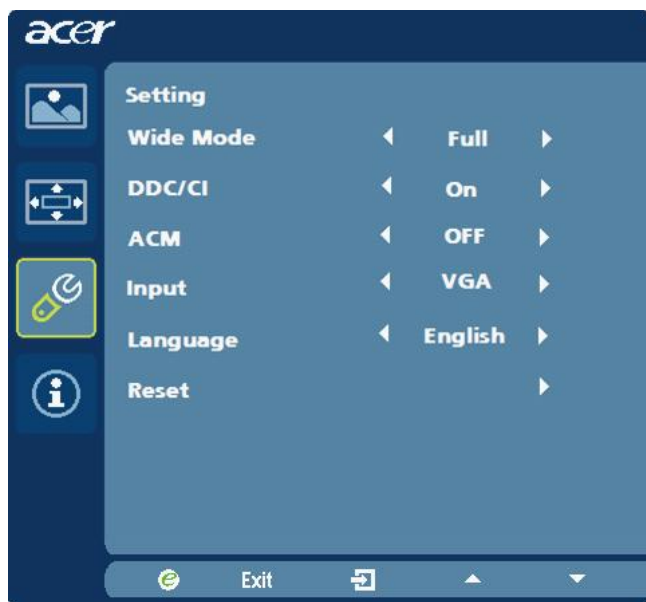 acer
Setting
Wide Mode Full
DDC/CI On
ACM OFF
Input VGA
Language English
Reset
e Exit